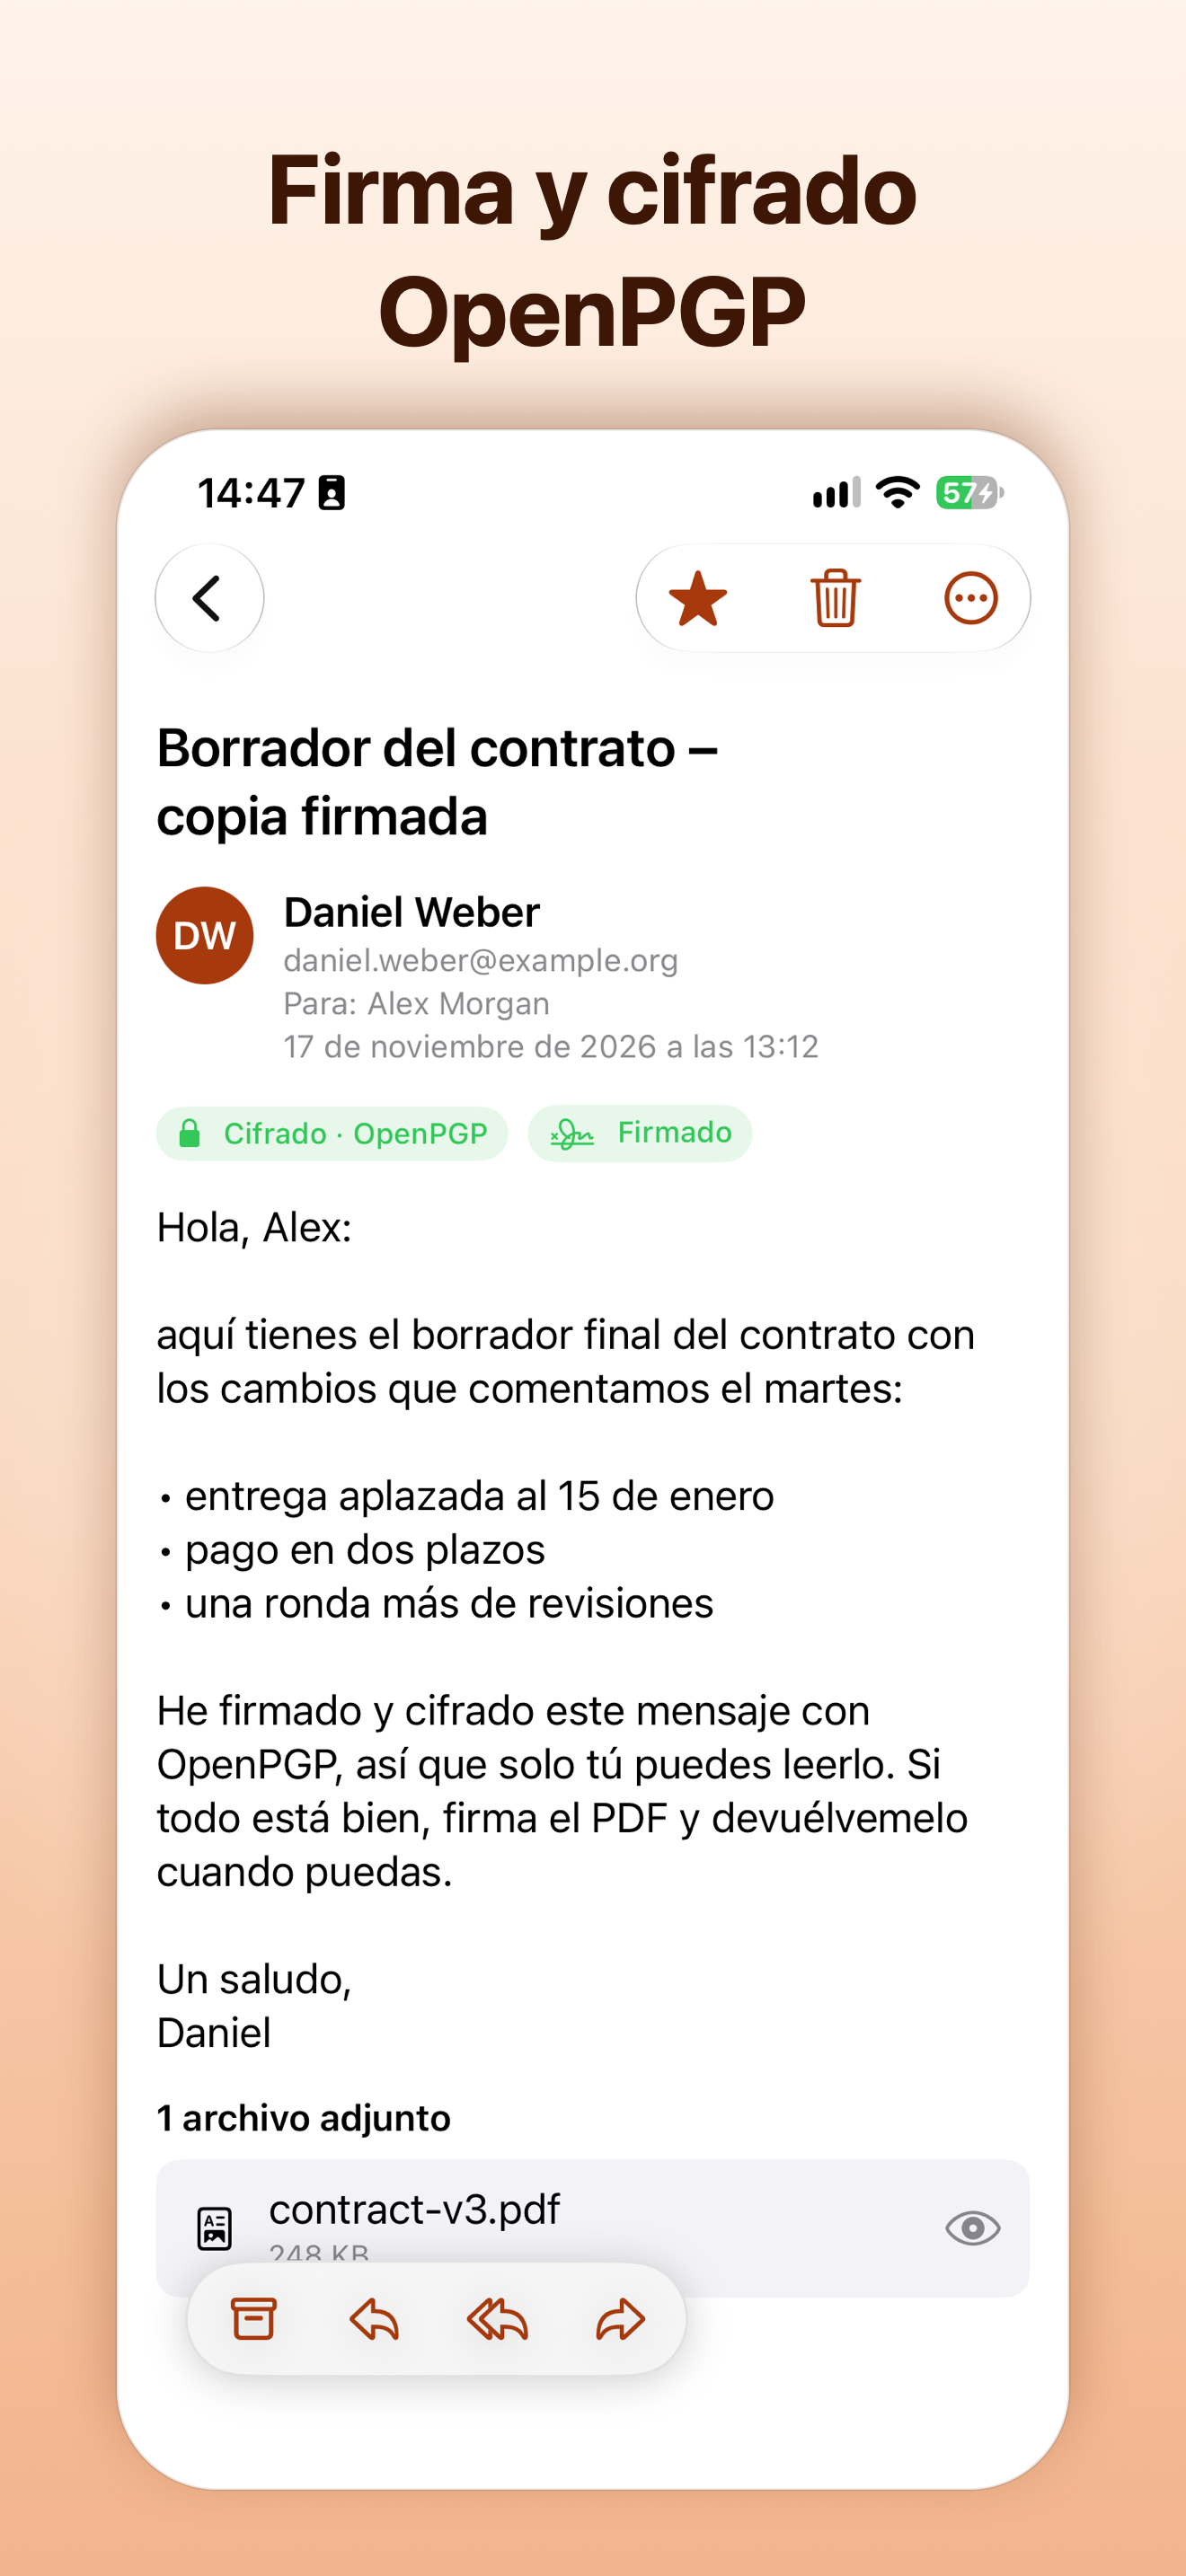 Firma y cifrado
OpenPGP
14:47
57
Borrador del contrato –
copia firmada
DW
Daniel Weber
daniel.weber@example.org
Para: Alex Morgan
17 de noviembre de 2026 a las 13:12
Cifrado · OpenPGP
Firmado
Hola, Alex:
aquí tienes el borrador final del contrato con
los cambios que comentamos el martes:
• entrega aplazada al 15 de enero
• pago en dos plazos
• una ronda más de revisiones
He firmado y cifrado este mensaje con
OpenPGP, así que solo tú puedes leerlo. Si
todo está bien, firma el PDF y devuélvemelo
cuando puedas.
Un saludo,
Daniel
1 archivo adjunto
contract-v3.pdf
248 KB